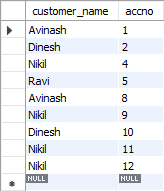 customer_name accno
Avinash 1
Dinesh 2
Nikil 4
Ravi 5
Avinash 8
Nikil 9
Dinesh 10
Nikil 11
Nikil 12
NULL NULL